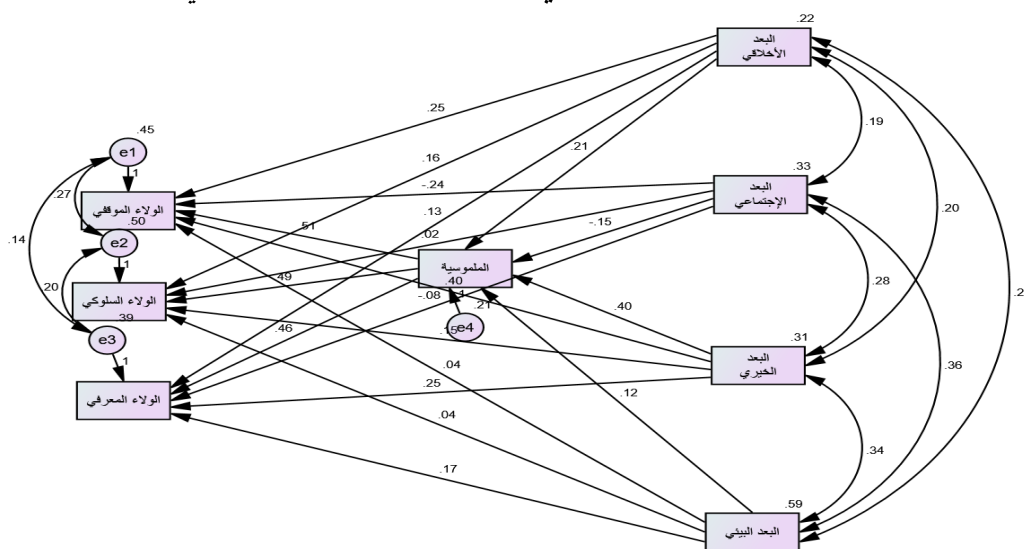 .22
البعد
الأخلاقي
.45
e1
.25
.19
1
.16
.21
.33
البعد
الإجتماعي
.27
-.24
الولاء الموقفي
.50
.51
.13
-.15
.20
.14
e2
.02
1
الملموسية
.40
.28
.49
.20
الولاء السلوكي
-.08
.21
1
.40
.39
e3
.46
.15
e4
.31
البعد
الخيري
1
.04
.36
.25
.12
الولاء المعرفي
.04
.34
.17
.59
البعد البيئي